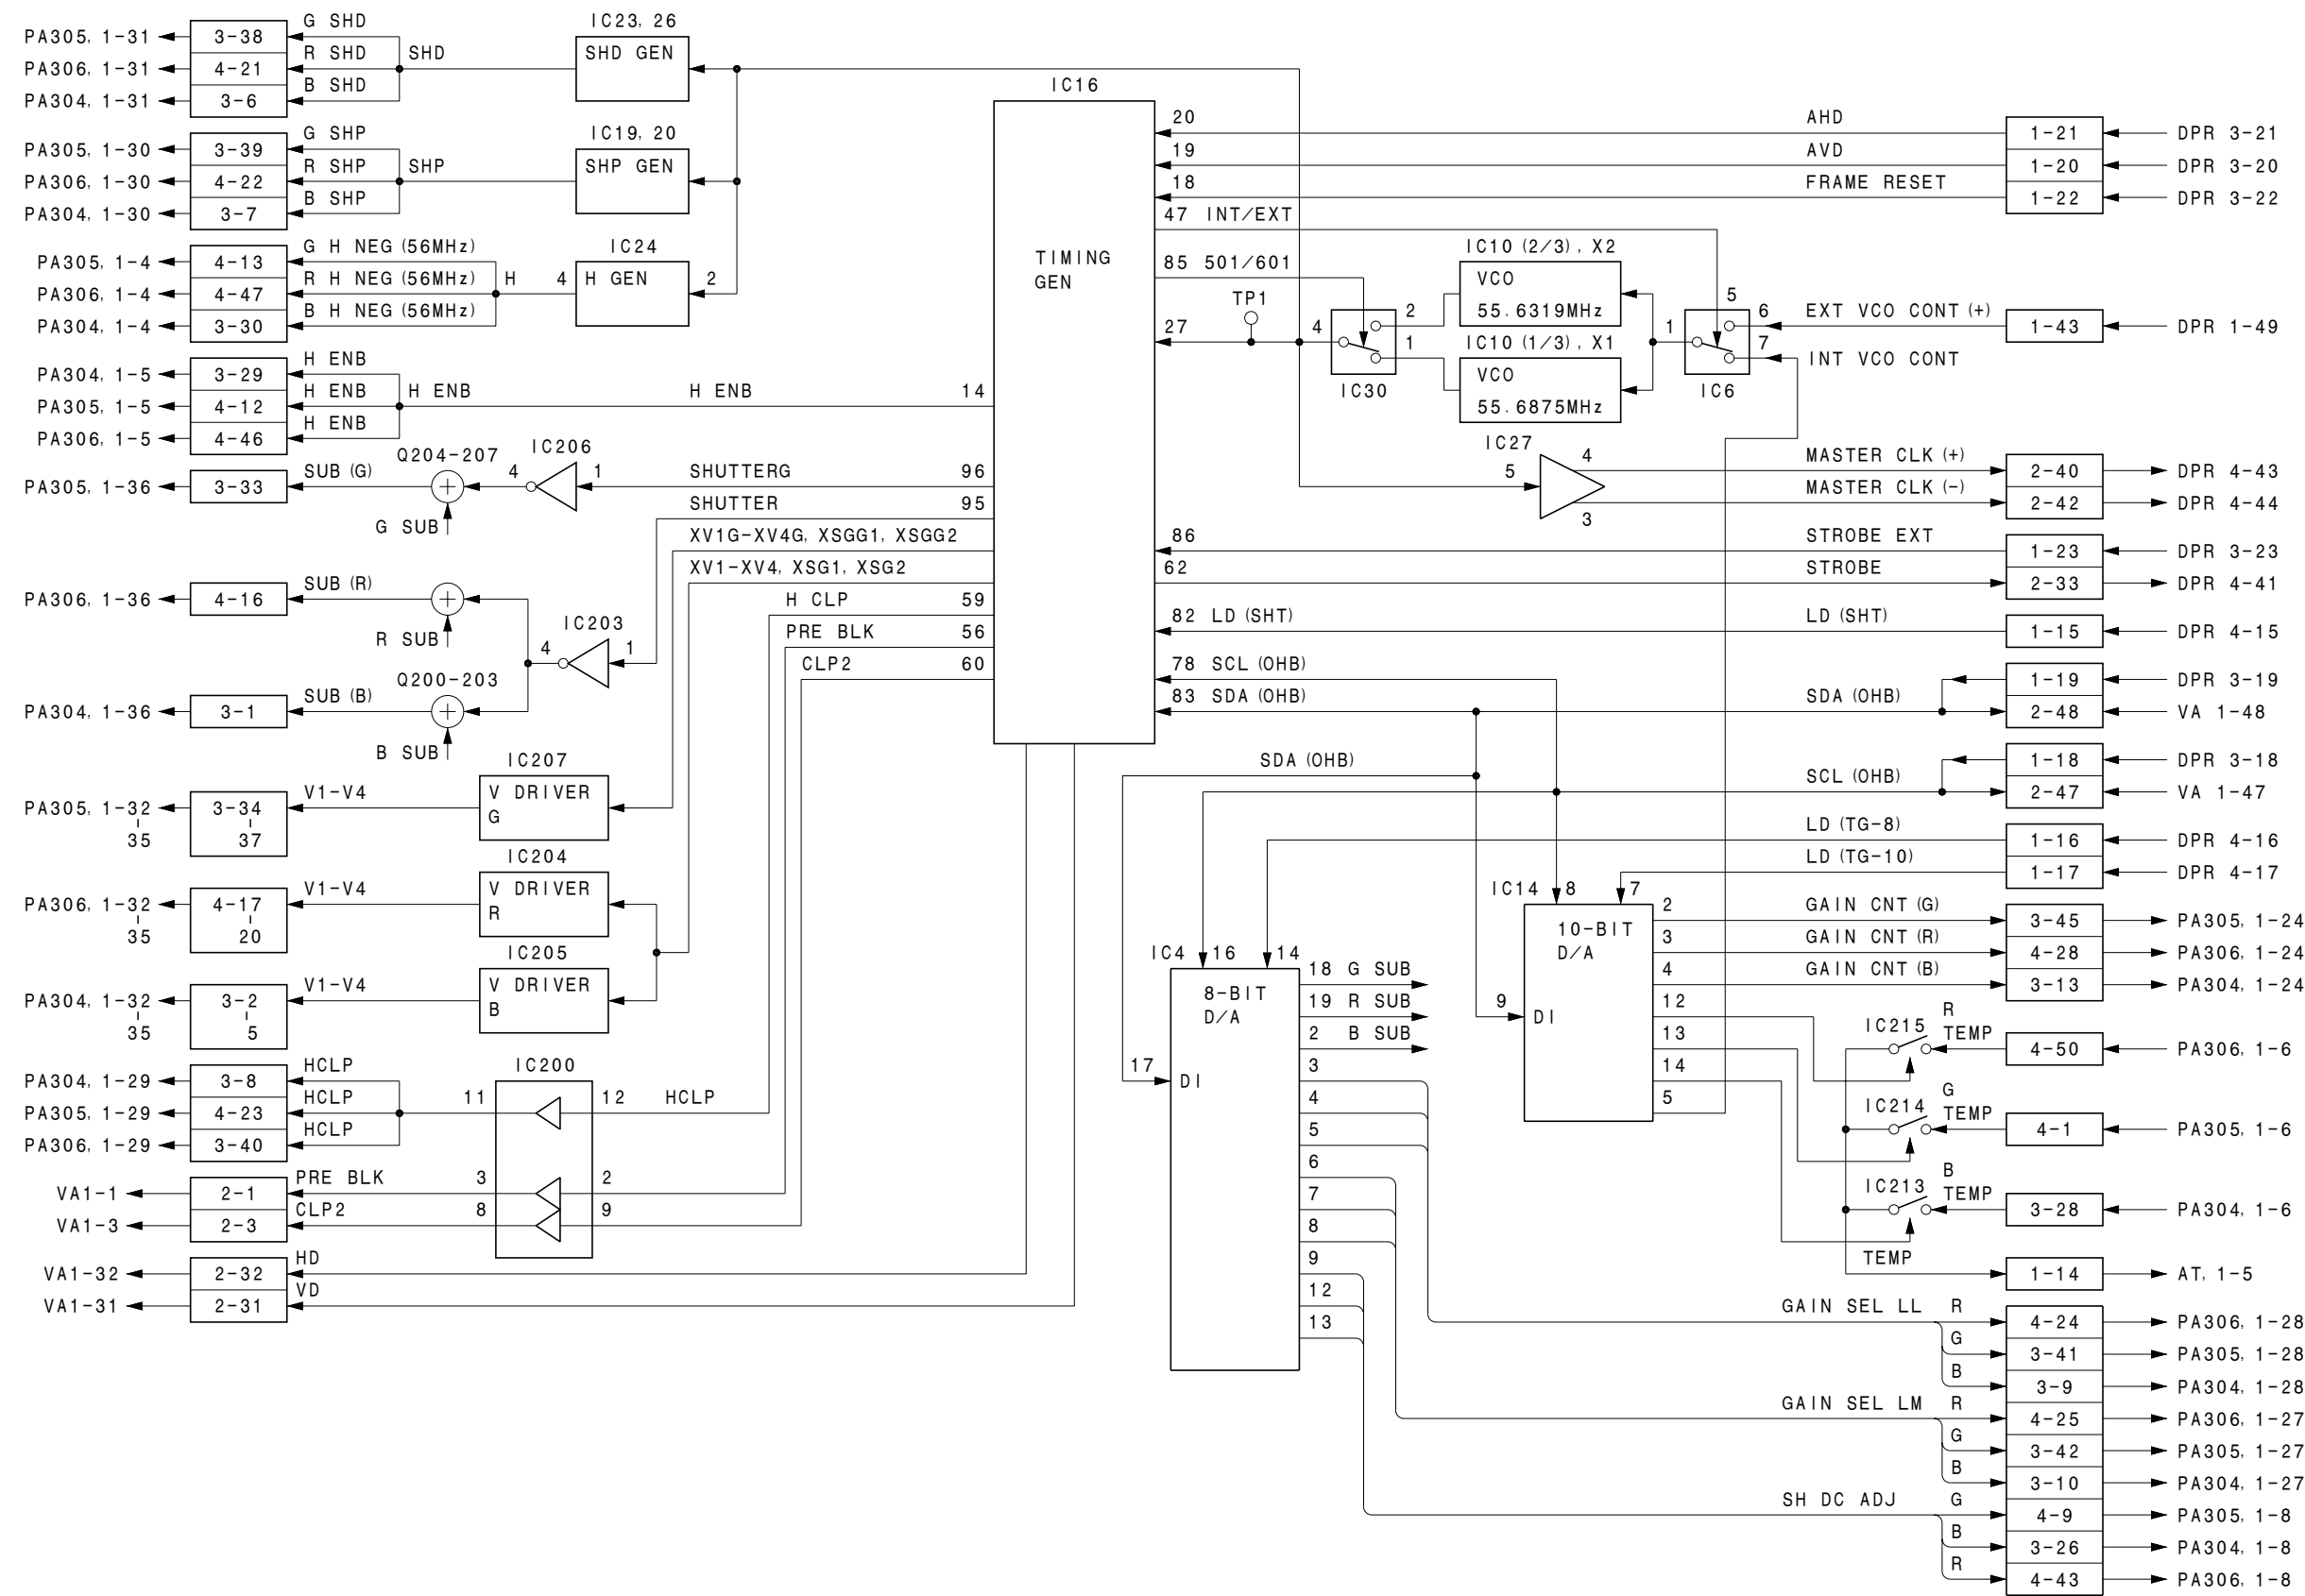 G SHD
PA305, 1-31 3-38
R SHD SHD
PA306, 1-31 4-21
B SHD
PA304, 1-31 3-6
IC23, 26
SHD GEN
G SHP
PA305, 1-30 3-39
R SHP SHP
PA306, 1-30 4-22
B SHP
PA304, 1-30 3-7
IC19, 20
SHP GEN
G H NEG (56MHz)
PA305, 1-4 4-13
R H NEG (56MHz) H
PA306, 1-4 4-47
B H NEG (56MHz)
PA304, 1-4 3-30
IC24
4 H GEN 2
H ENB
PA304, 1-5 3-29
H ENB H ENB H ENB 14
PA305, 1-5 4-12
H ENB
PA306, 1-5 4-46
Q204-207 IC206
SUB (G) 4 1 SHUTTERG 96
PA305, 1-36 3-33
G SUB
SHUTTER 95
XV1G-XV4G, XSGG1, XSGG2
XV1-XV4, XSG1, XSG2
SUB (R)
PA306, 1-36 4-16
R SUB
IC203
4 1
Q200-203
SUB (B)
PA304, 1-36 3-1
B SUB
H CLP 59
PRE BLK 56
CLP2 60
IC207
V1-V4 V DRIVER
G
PA305, 1-32 3-34
35 37
IC204
V1-V4 V DRIVER
R
PA306, 1-32 4-17
35 20
IC205
V1-V4 V DRIVER
B
PA304, 1-32 3-2
35 5
IC200
HCLP
PA304, 1-29 3-8
HCLP 11 12 HCLP
PA305, 1-29 4-23
HCLP
PA306, 1-29 3-40
PRE BLK 3 2
VA1-1 2-1
CLP2 8 9
VA1-3 2-3
HD
VA1-32 2-32
VD
VA1-31 2-31
IC16
TIMING
GEN
20 AHD
1-21 DPR 3-21
19 AVD
1-20 DPR 3-20
18 FRAME RESET
1-22 DPR 3-22
47 INT/EXT
85 501/601
TP1
27
4 2
1
IC30
IC10 (2/3), X2
VCO
55.6319MHz
IC10 (1/3), X1
VCO
55.6875MHz
5
1 6
7
IC6
EXT VCO CONT (+)
1-43 DPR 1-49
INT VCO CONT
IC27
5 4
3
MASTER CLK (+)
2-40 DPR 4-43
MASTER CLK (-)
2-42 DPR 4-44
86 STROBE EXT
1-23 DPR 3-23
62 STROBE
2-33 DPR 4-41
82 LD (SHT) LD (SHT)
1-15 DPR 4-15
78 SCL (OHB)
1-19 DPR 3-19
83 SDA (OHB) SDA (OHB)
2-48 VA 1-48
SDA (OHB)
1-18 DPR 3-18
SCL (OHB)
2-47 VA 1-47
LD (TG-8)
1-16 DPR 4-16
LD (TG-10)
1-17 DPR 4-17
IC14 8 7
10-BIT
D/A
9 DI
2 GAIN CNT (G)
3-45 PA305, 1-24
3 GAIN CNT (R)
4-28 PA306, 1-24
4 GAIN CNT (B)
3-13 PA304, 1-24
12
13
14
5
IC215 R
TEMP
4-50 PA306, 1-6
IC214 G
TEMP
4-1 PA305, 1-6
IC213 B
TEMP
3-28 PA304, 1-6
TEMP
1-14 AT, 1-5
IC4 16 14
8-BIT
D/A
17 DI
18 G SUB
19 R SUB
2 B SUB
3
4
5
6
7
8
9
12
13
GAIN SEL LL R
4-24 PA306, 1-28
G
3-41 PA305, 1-28
B
3-9 PA304, 1-28
GAIN SEL LM R
4-25 PA306, 1-27
G
3-42 PA305, 1-27
B
3-10 PA304, 1-27
SH DC ADJ G
4-9 PA305, 1-8
B
3-26 PA304, 1-8
R
4-43 PA306, 1-8